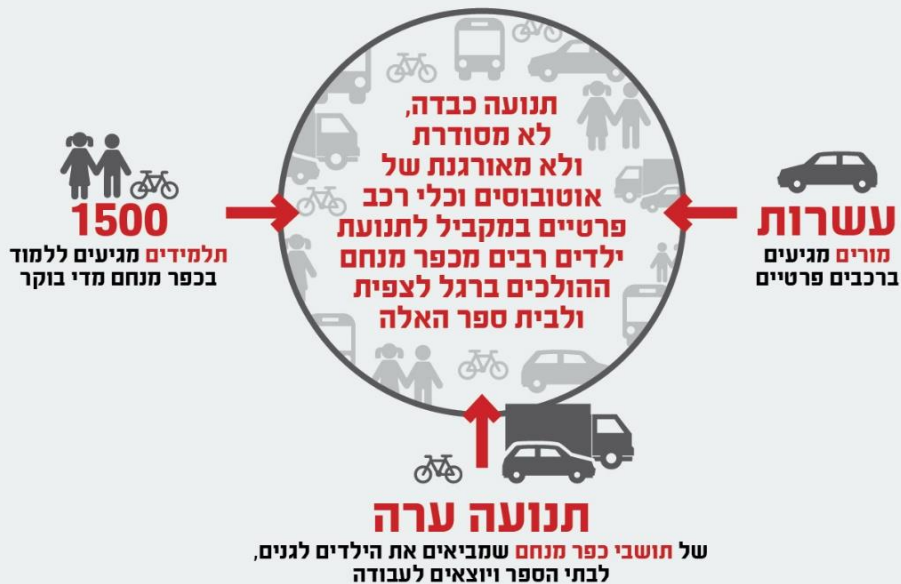 תנועה כבדה,
לא מסודרת
ולא מאורגנת של
אוטובוסים וכלי רכב
פרטיים במקביל לתנועת
ילדים רבים מכפר מנחם
ההולכים ברגל לצפית
ולבית ספר האלה
עשרות
מורים מגיעים
ברכבים פרטיים
1500
תלמידים מגיעים ללמוד
בכפר מנחם מדי בוקר
תנועה ערה
של תושבי כפר מנחם שמביאים את הילדים לגנים,
לבתי הספר ויוצאים לעבודה